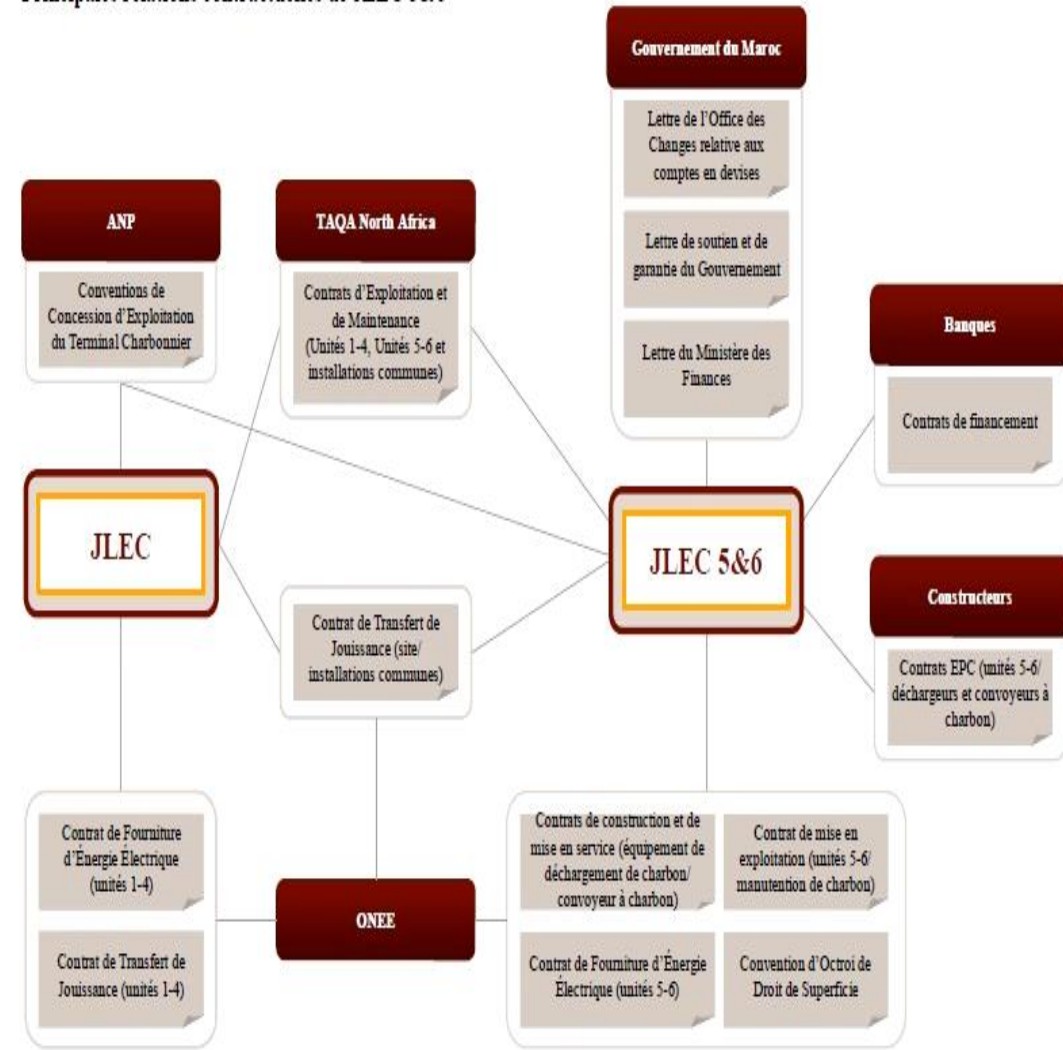 Gouvernement du Maroc
Lettre de l'Office des
Changes relative aux
comptes en devises
Lettre de soutien et de
garantie du Gouvernement
Lettre du Ministère des
Finances
ANP
Conventions de
Concession d'Exploitation
du Terminal Charbonnier
TAQA North Africa
Contrats d'Exploitation et
de Maintenance
(Unités 1-4, Unités 5-6 et
installations communes)
Banques
Contrats de financement
JLEC
JLEC 5&6
Constructeurs
Contrats EPC (unités 5-6/
déchargeurs et convoyeurs à
charbon)
Contrat de Transfert de
Jouissance (site/
installations communes)
Contrat de Fourniture
d'Énergie Électrique
(unités 1-4)
Contrat de Transfert de
Jouissance (unités 1-4)
ONEE
Contrats de construction et de
mise en service (équipement de
déchargement de charbon/
convoyeur à charbon)
Contrat de mise en
exploitation (unités 5-6/
manutention de charbon)
Contrat de Fourniture d'Énergie
Électrique (unités 5-6)
Convention d'Octroi de
Droit de Superficie